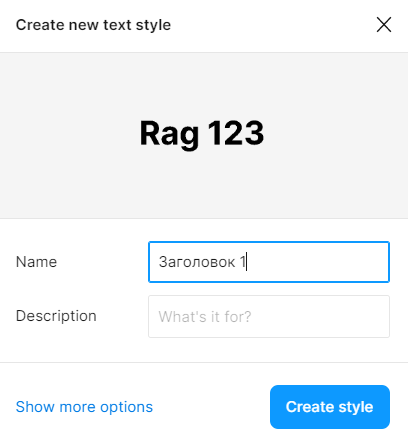 Create new text style
Rag 123
Name
Заголовок 1
Description
What's it for?
Show more options
Create style